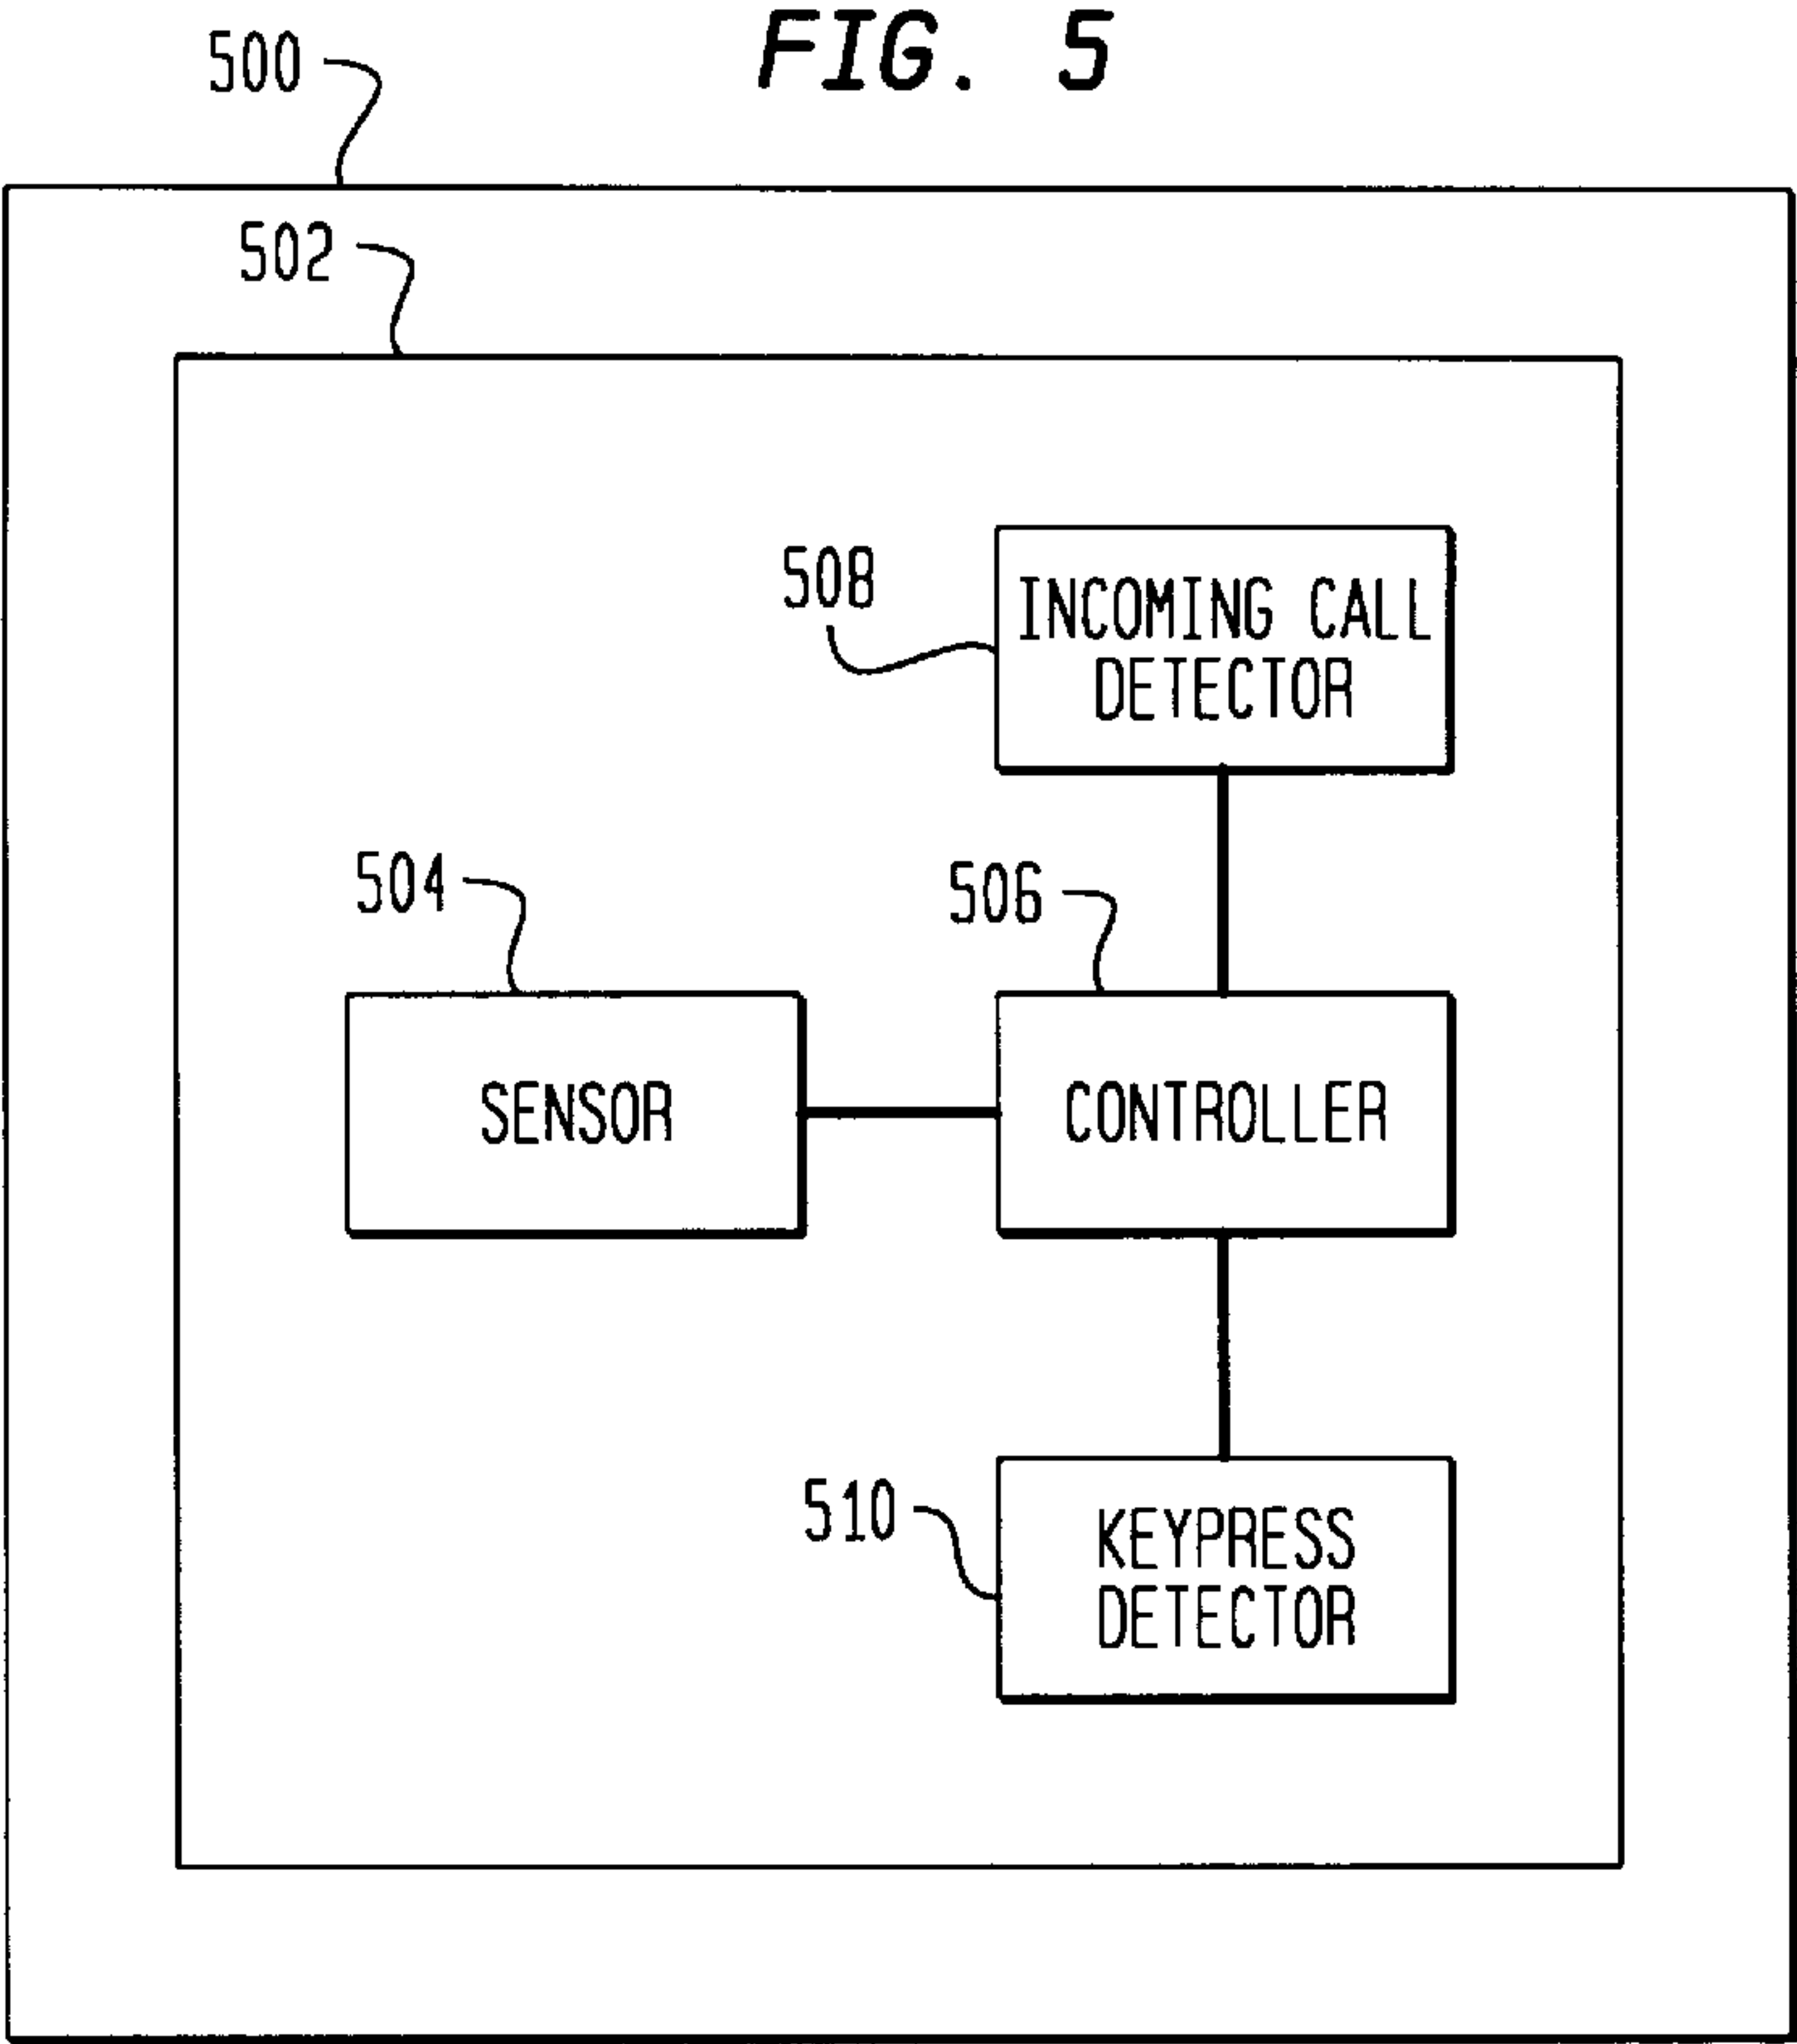 FIG. 5
500
502
508
INCOMING CALL
DETECTOR
504
506
SENSOR
CONTROLLER
510
KEYPRESS
DETECTOR